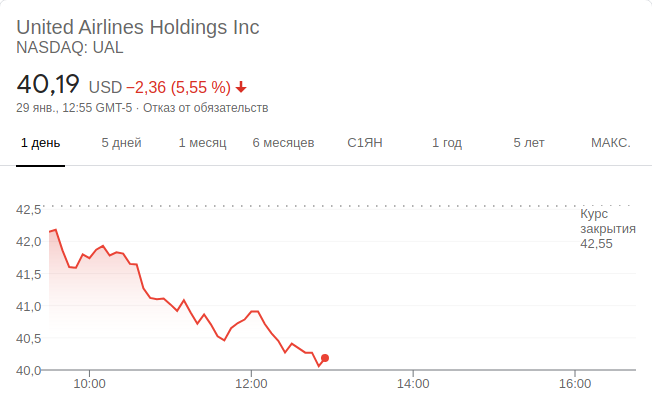 United Airlines Holdings Inc
NASDAQ: UAL
40,19 USD −2,36 (5,55 %)
29 янв., 12:55 GMT-5 · Отказ от обязательств
1 день 5 дней 1 месяц 6 месяцев С1ЯН 1 год 5 лет МАКС.
42,5
Курс
закрытия
42,55
42,0
41,5
41,0
40,5
40,0
10:00 12:00 14:00 16:00